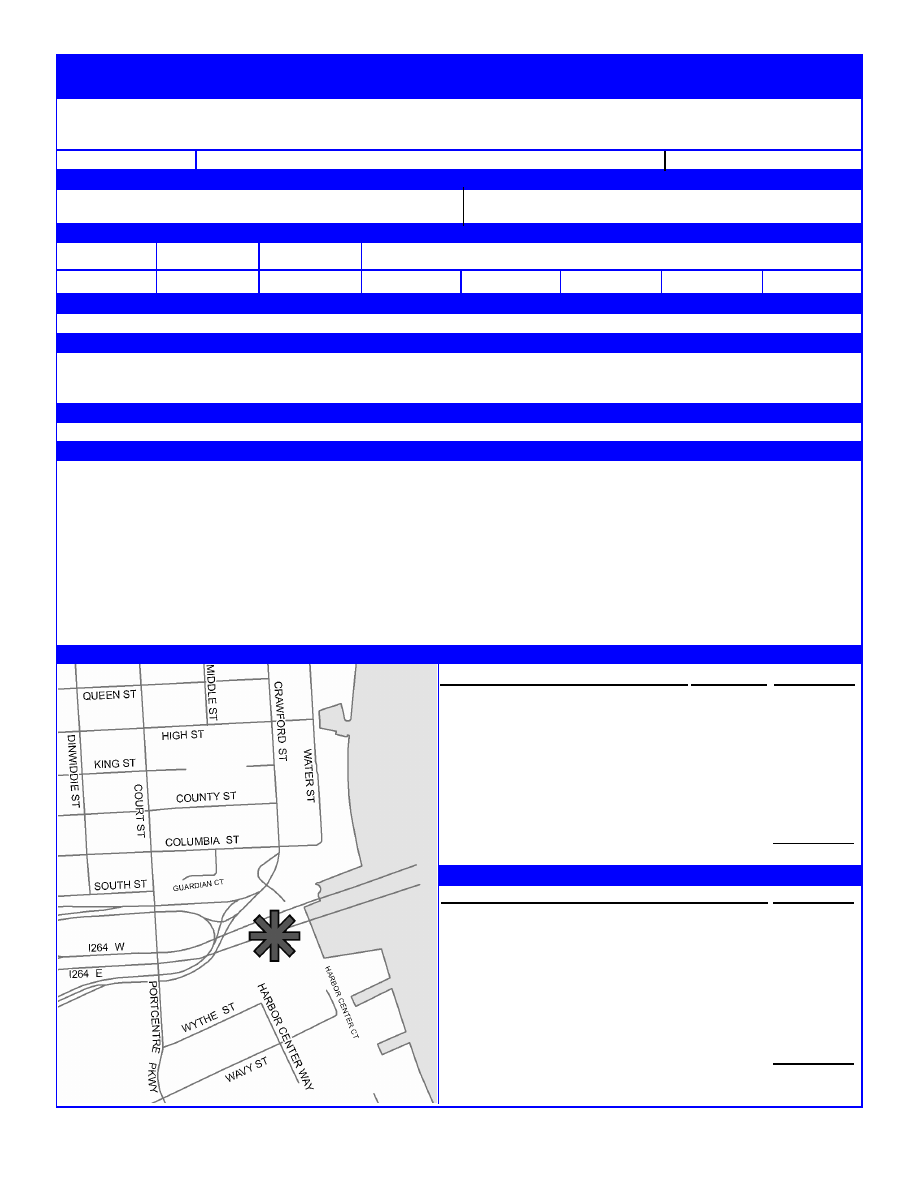 MIDDLE ST
QUEEN ST
CRAWFORD ST
HIGH ST
DINWIDDIE ST
KING ST
WATER ST
COURT ST
COUNTY ST
COLUMBIA ST
SOUTH ST
GUARDIAN CT
I264 W
I264 E
PORTCENTRE PKWY
HARBOR CENTER WAY
HARBOR CENTER CT
WYTHE ST
WAVY ST